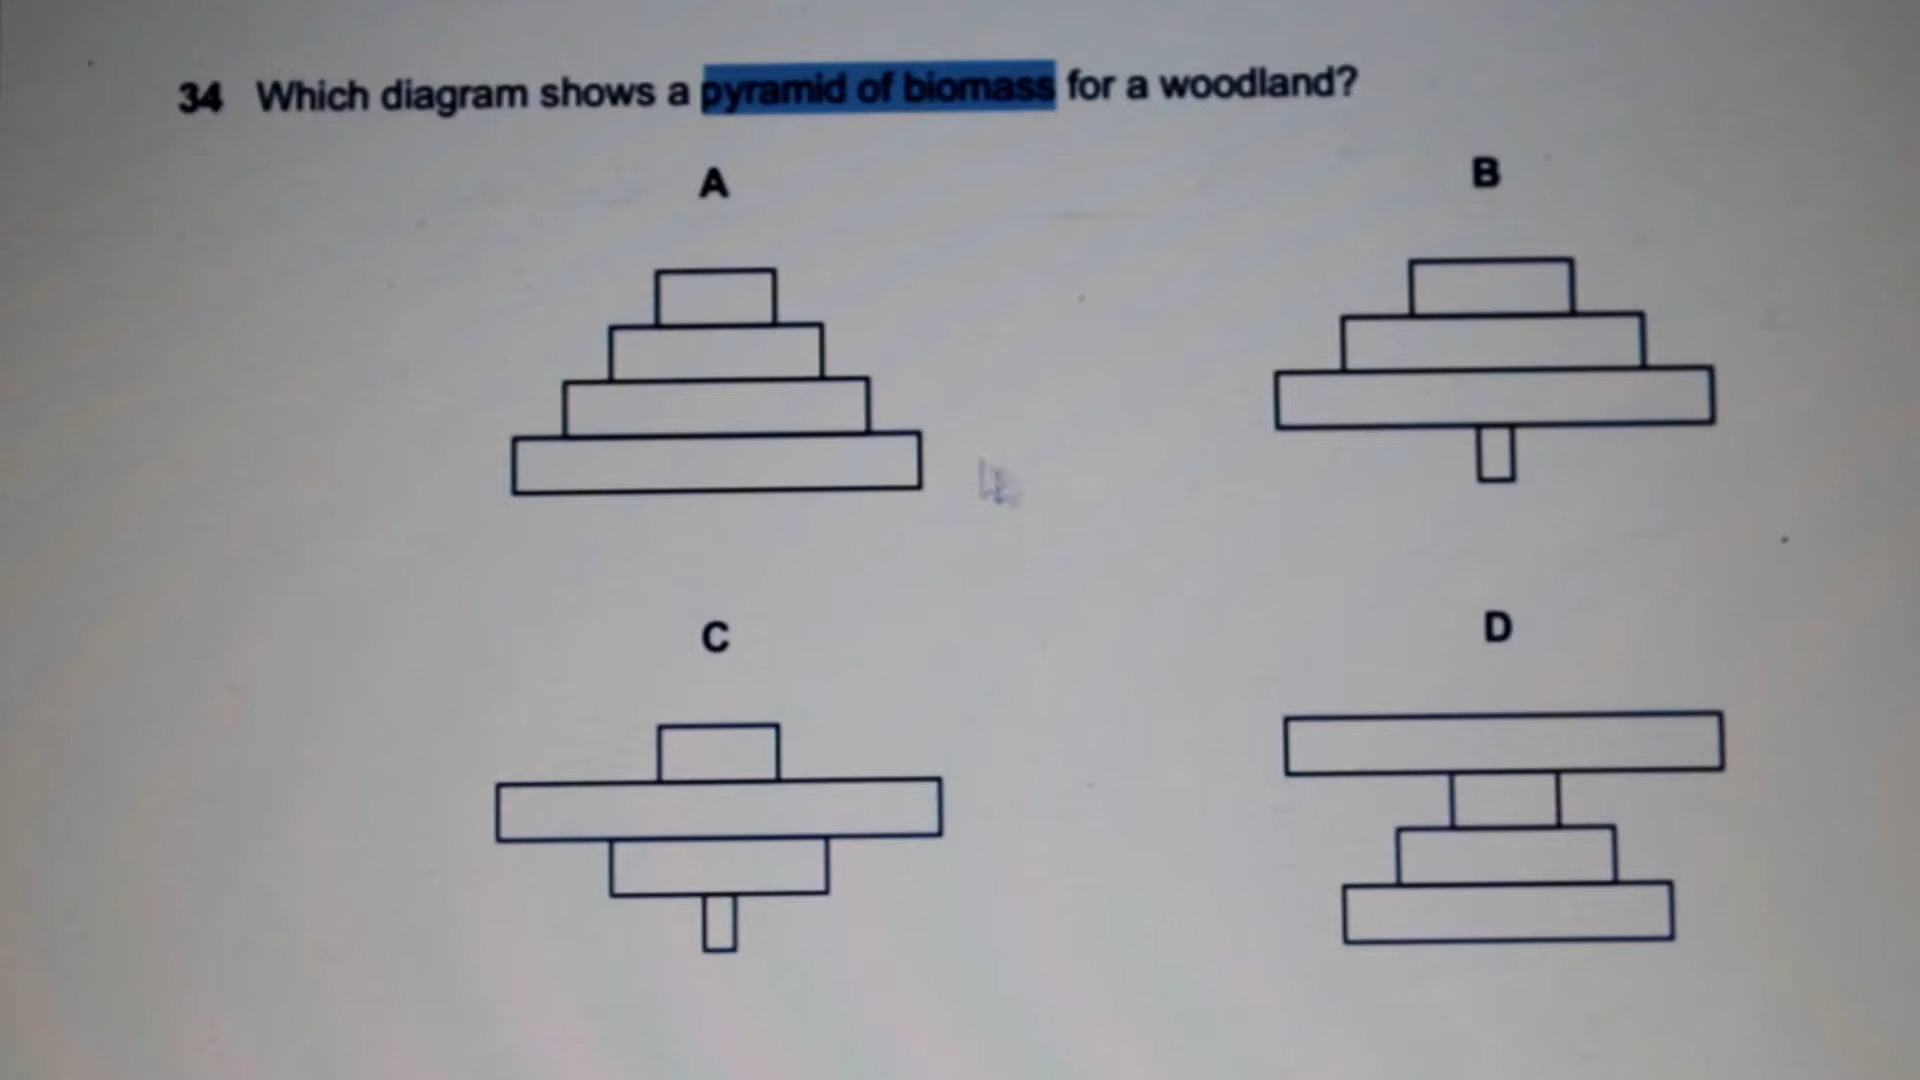 34 Which diagram shows a pyramid of biomass for a woodland?
A
B
C
D